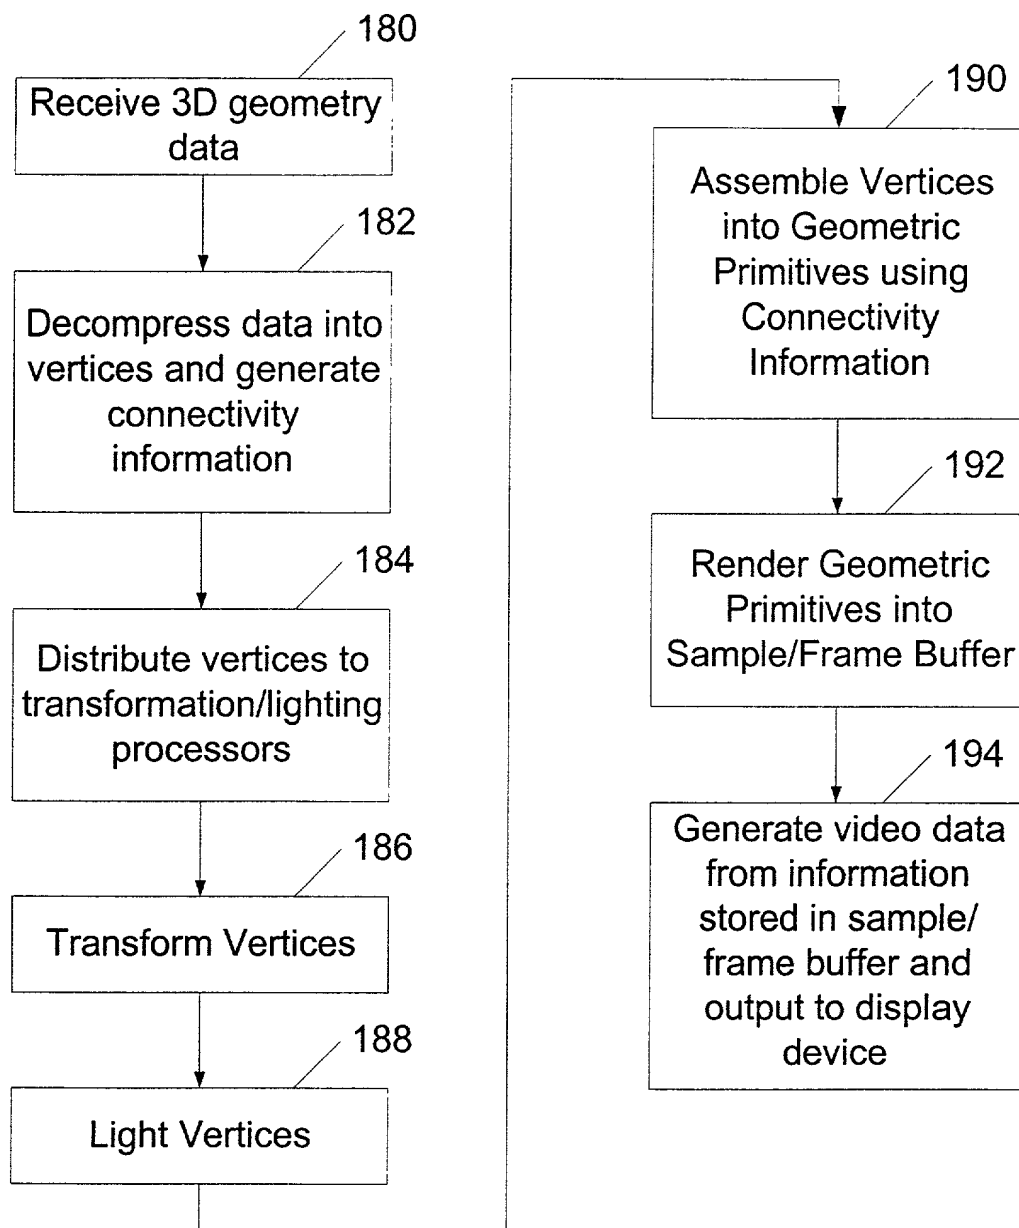 180
Receive 3D geometry
data
182
Decompress data into
vertices and generate
connectivity
information
184
Distribute vertices to
transformation/lighting
processors
186
Transform Vertices
188
Light Vertices
190
Assemble Vertices
into Geometric
Primitives using
Connectivity
Information
192
Render Geometric
Primitives into
Sample/Frame Buffer
194
Generate video data
from information
stored in sample/
frame buffer and
output to display
device